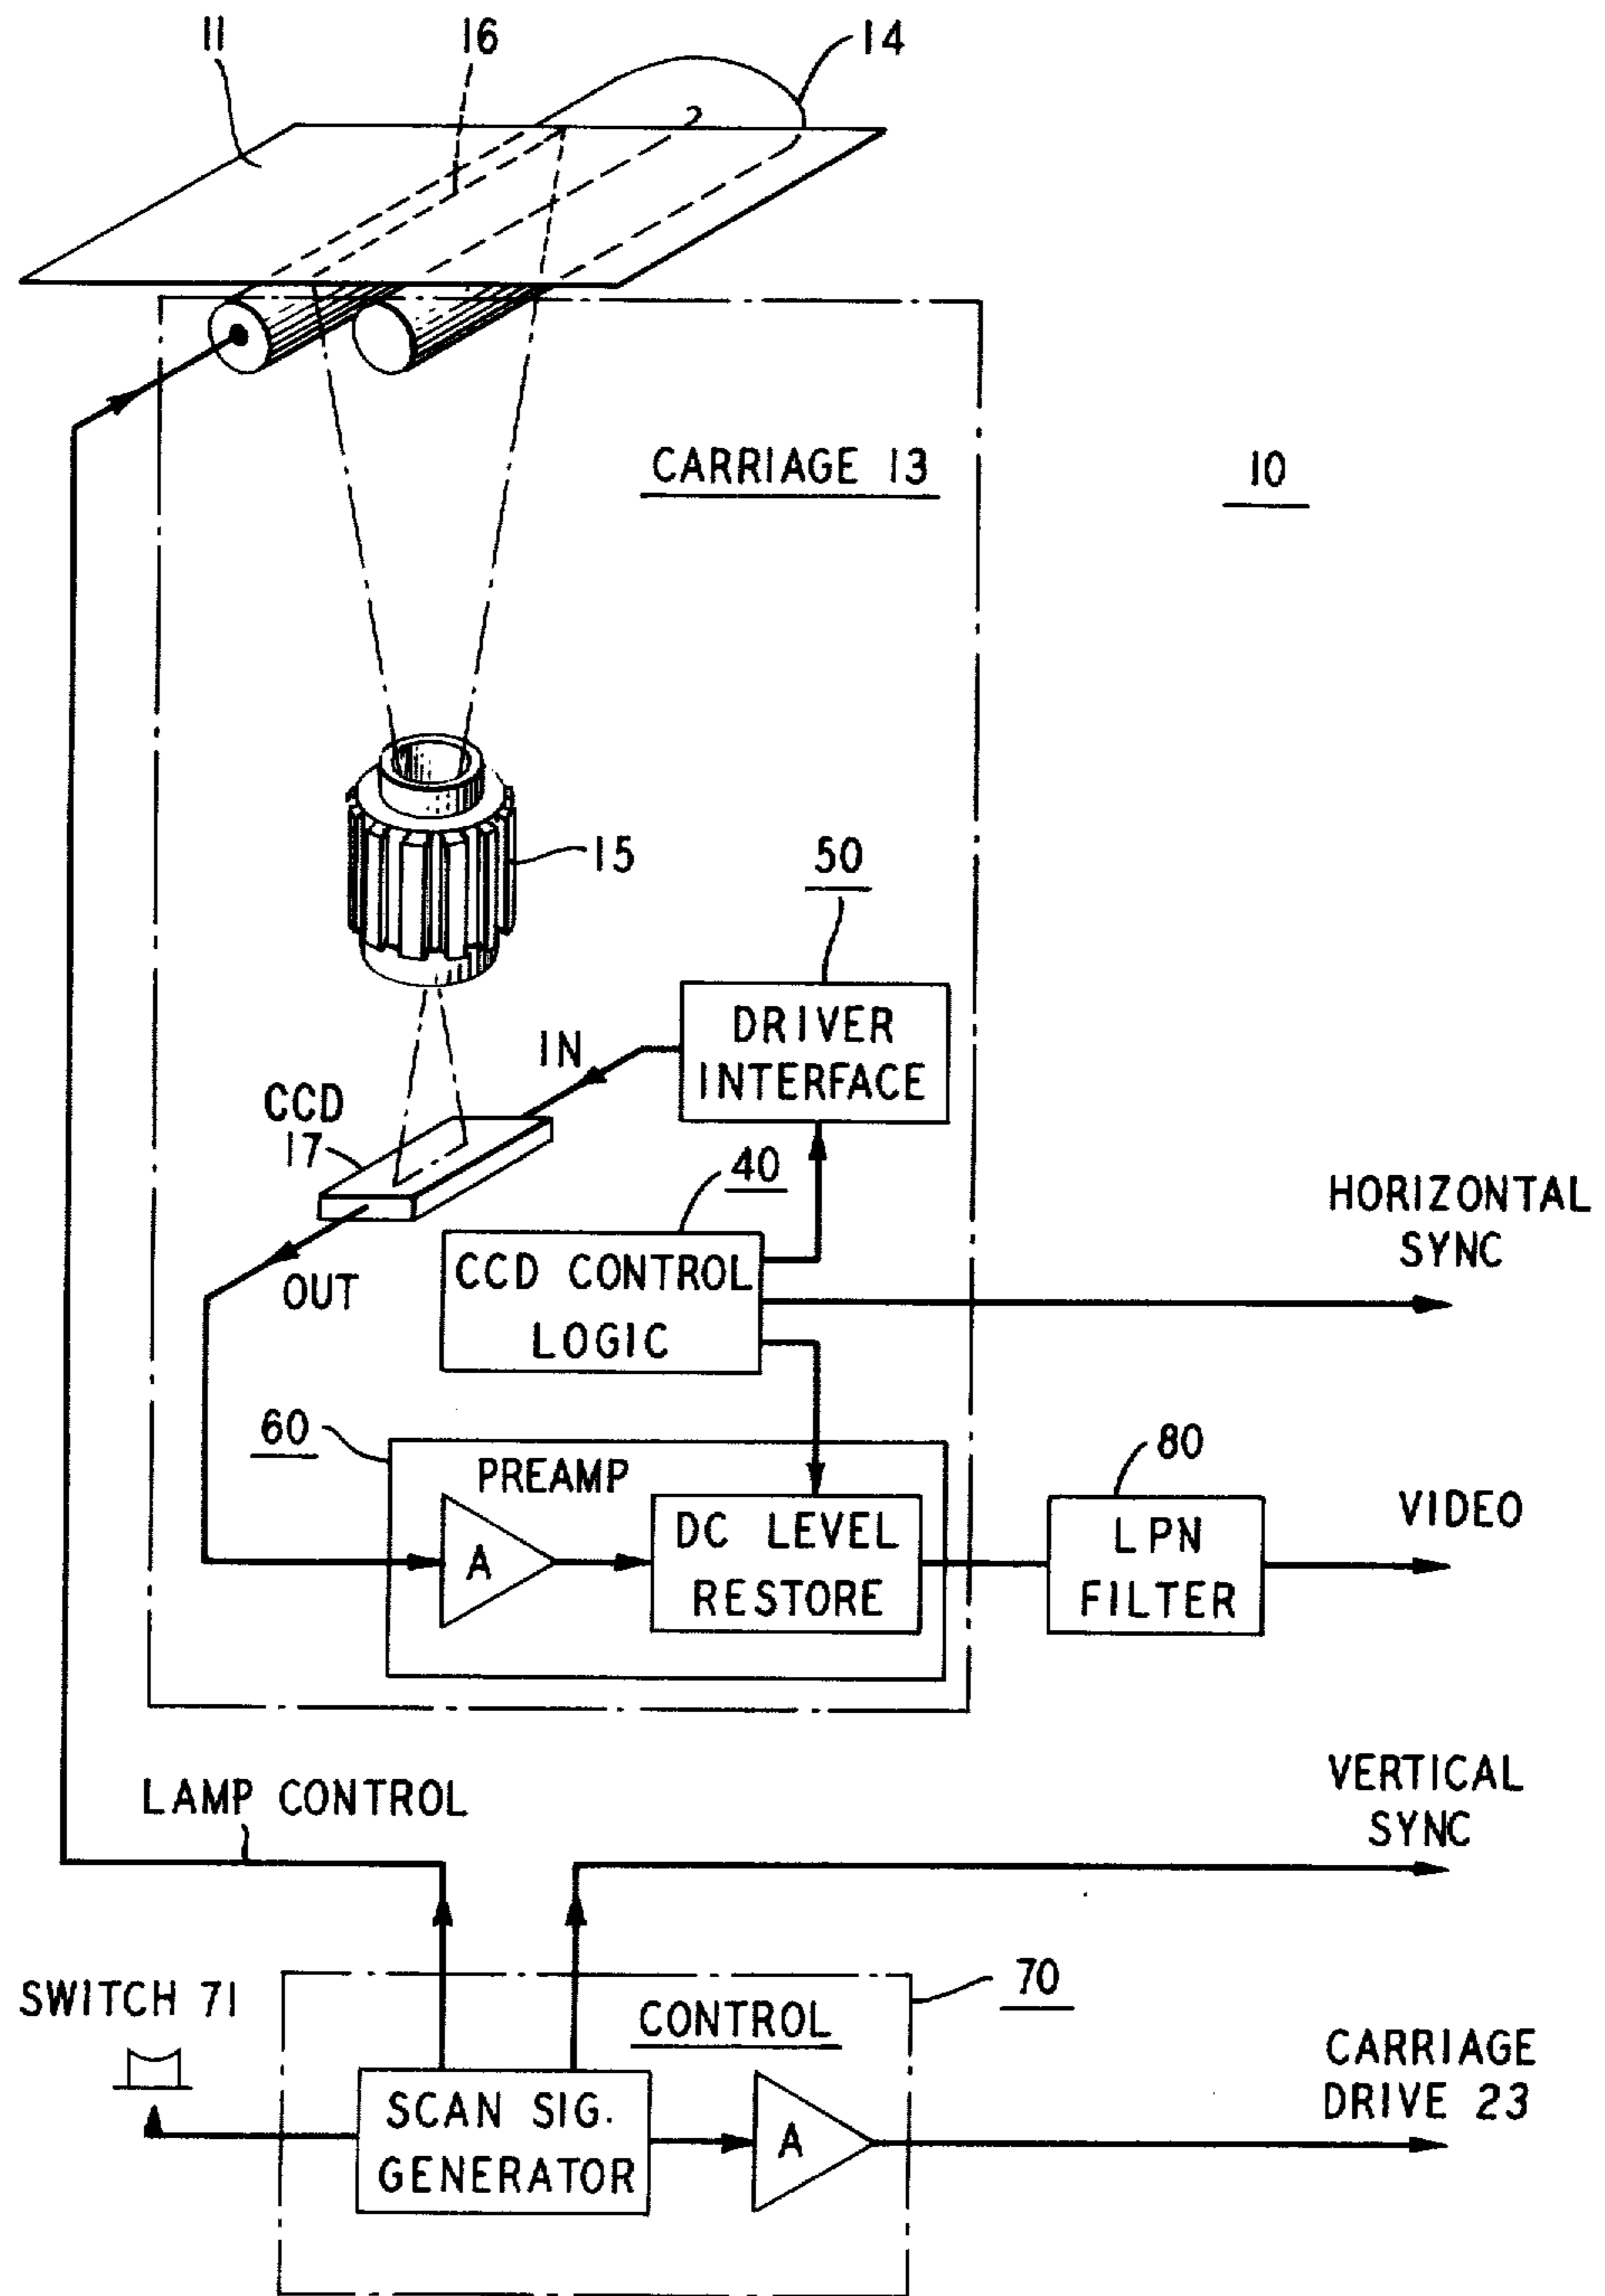 11
16
14
CARRIAGE 13
10
15
50
DRIVER
INTERFACE
IN
CCD
17
40
HORIZONTAL
SYNC
CCD CONTROL
LOGIC
OUT
60
PREAMP
80
VIDEO
A
DC LEVEL
RESTORE
LPN
FILTER
VERTICAL
SYNC
LAMP CONTROL
70
SWITCH 71
CONTROL
CARRIAGE
DRIVE 23
SCAN SIG.
GENERATOR
A